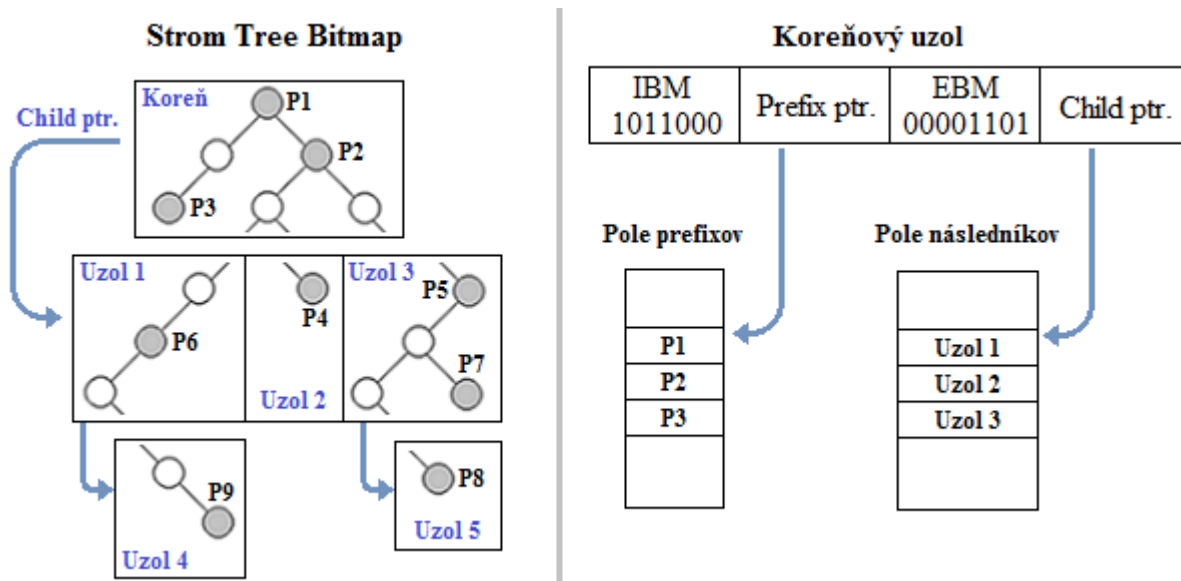 Strom Tree Bitmap
Koreň
P1
Child ptr.
P2
P3
Uzol 1
Uzol 3
P5
P4
P6
P7
Uzol 2
P9
P8
Uzol 5
Uzol 4
Koreňový uzol
IBM
1011000
Prefix ptr.
EBM
00001101
Child ptr.
Pole prefixov
Pole následníkov
P1
P2
P3
Uzol 1
Uzol 2
Uzol 3